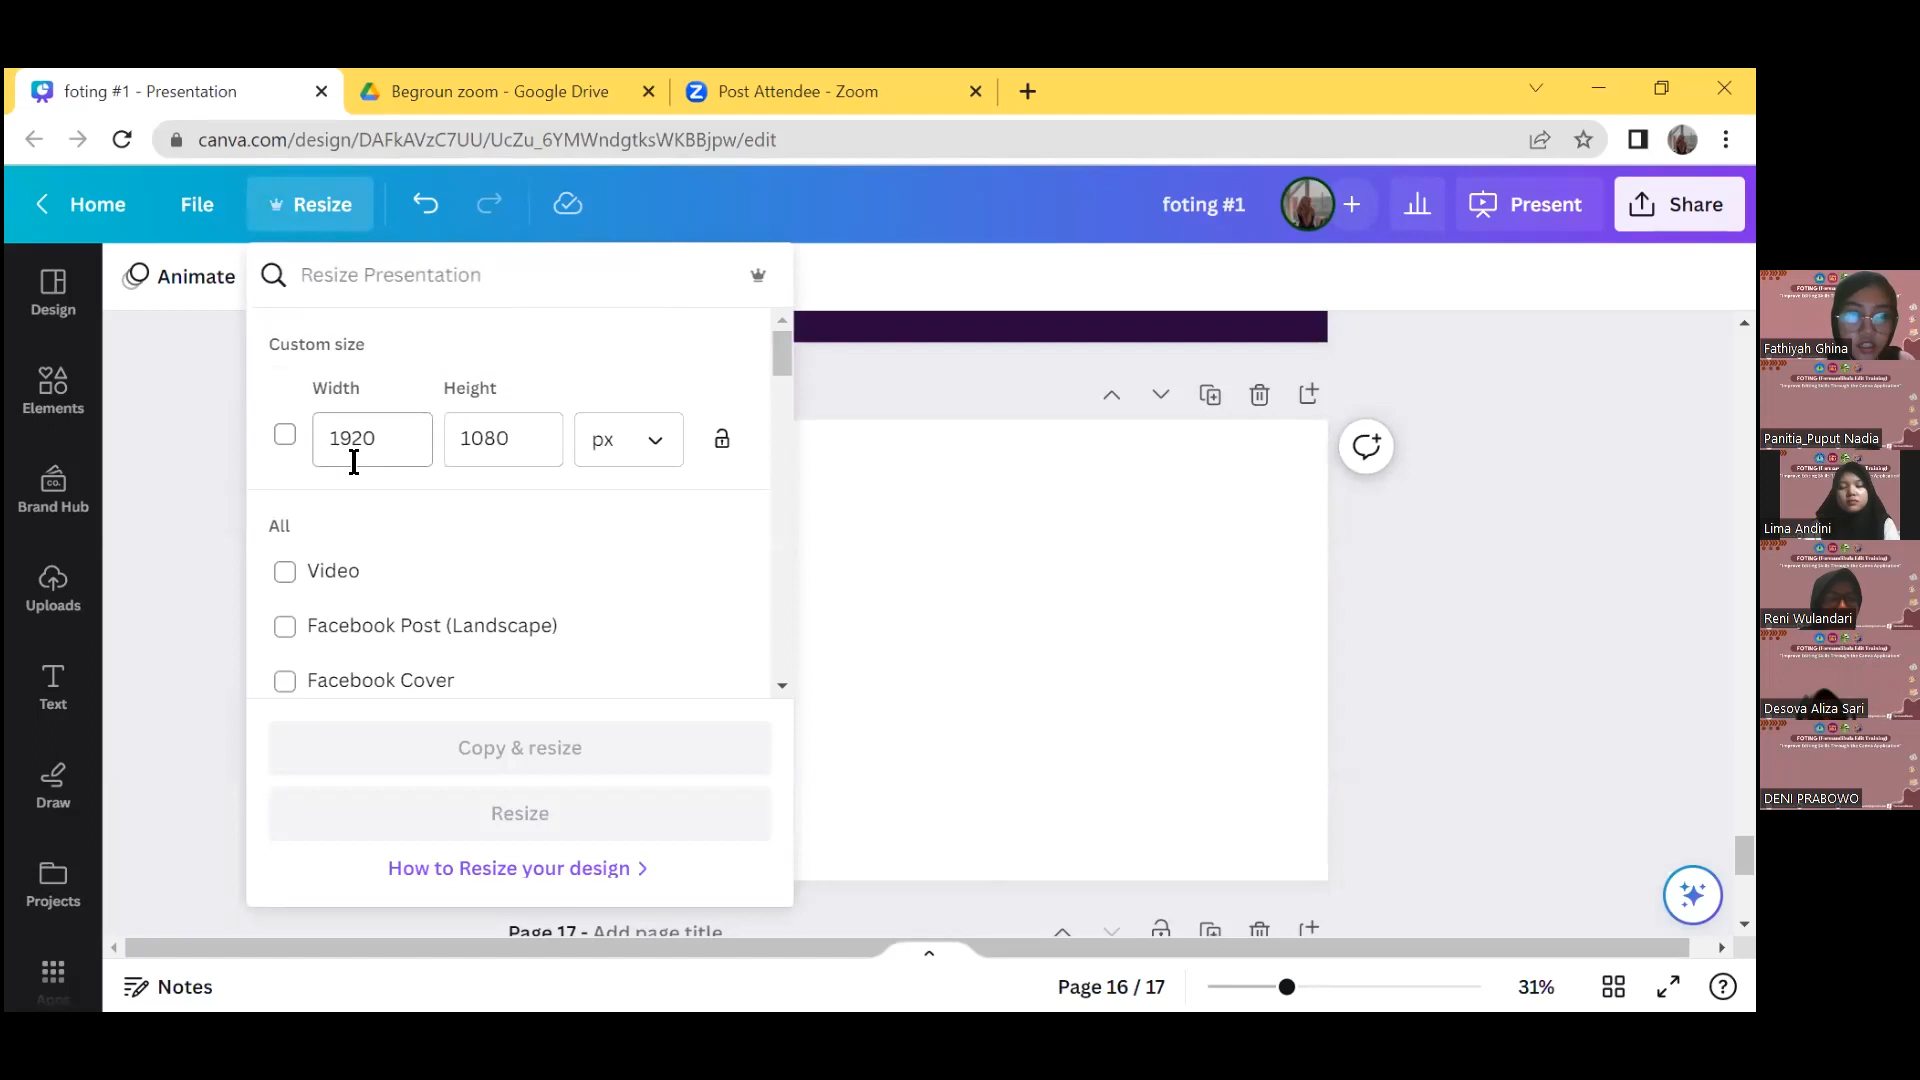 foting #1 - Presentation
Begroun zoom - Google Drive
Post Attendee - Zoom
canva.com/design/DAFkAVzC7UU/UcZu_6YMWndgtksWKBBjpw/edit
Home
File
Resize
foting #1
Present
Share
Animate
Resize Presentation
Custom size
Width
Height
1920
1080
px
All
Video
Facebook Post (Landscape)
Facebook Cover
Copy & resize
Resize
How to Resize your design
Design
Elements
co.
Brand Hub
Uploads
Text
Draw
Projects
Apps
Page 17 - Add page title
Notes
Page 16 / 17
31%
Fathiyah Ghina
Panitia_Puput Nadia
Lima Andini
Reni Wulandari
Desova Aliza Sari
DENI PRABOWO